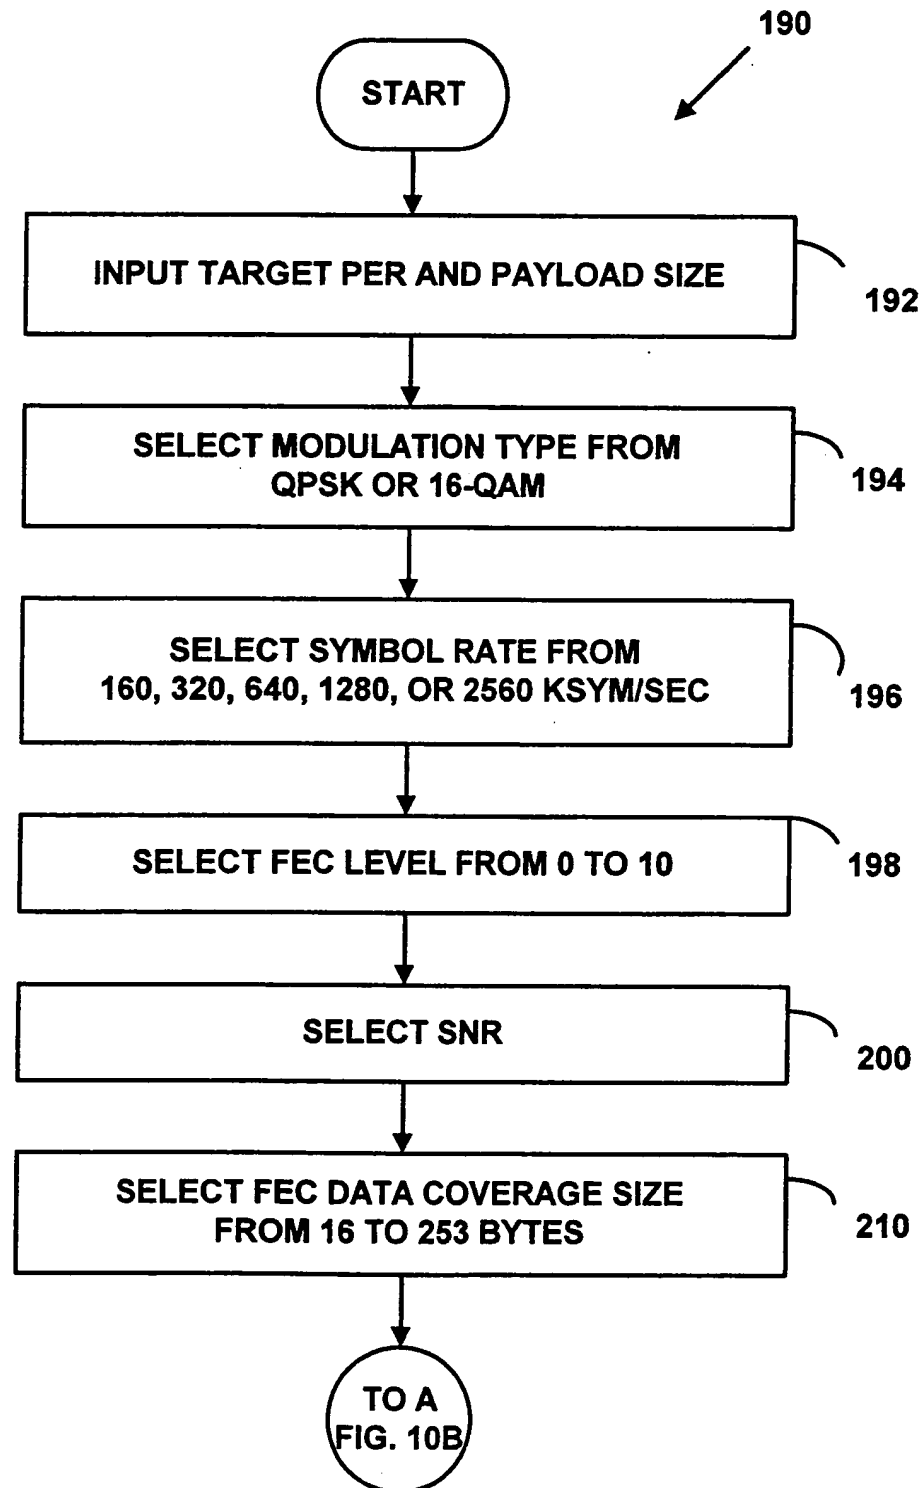 190
START
INPUT TARGET PER AND PAYLOAD SIZE
192
SELECT MODULATION TYPE FROM
QPSK OR 16-QAM
194
SELECT SYMBOL RATE FROM
160, 320, 640, 1280, OR 2560 KSYM/SEC
196
SELECT FEC LEVEL FROM 0 TO 10
198
SELECT SNR
200
SELECT FEC DATA COVERAGE SIZE
FROM 16 TO 253 BYTES
210
TO A
FIG. 10B